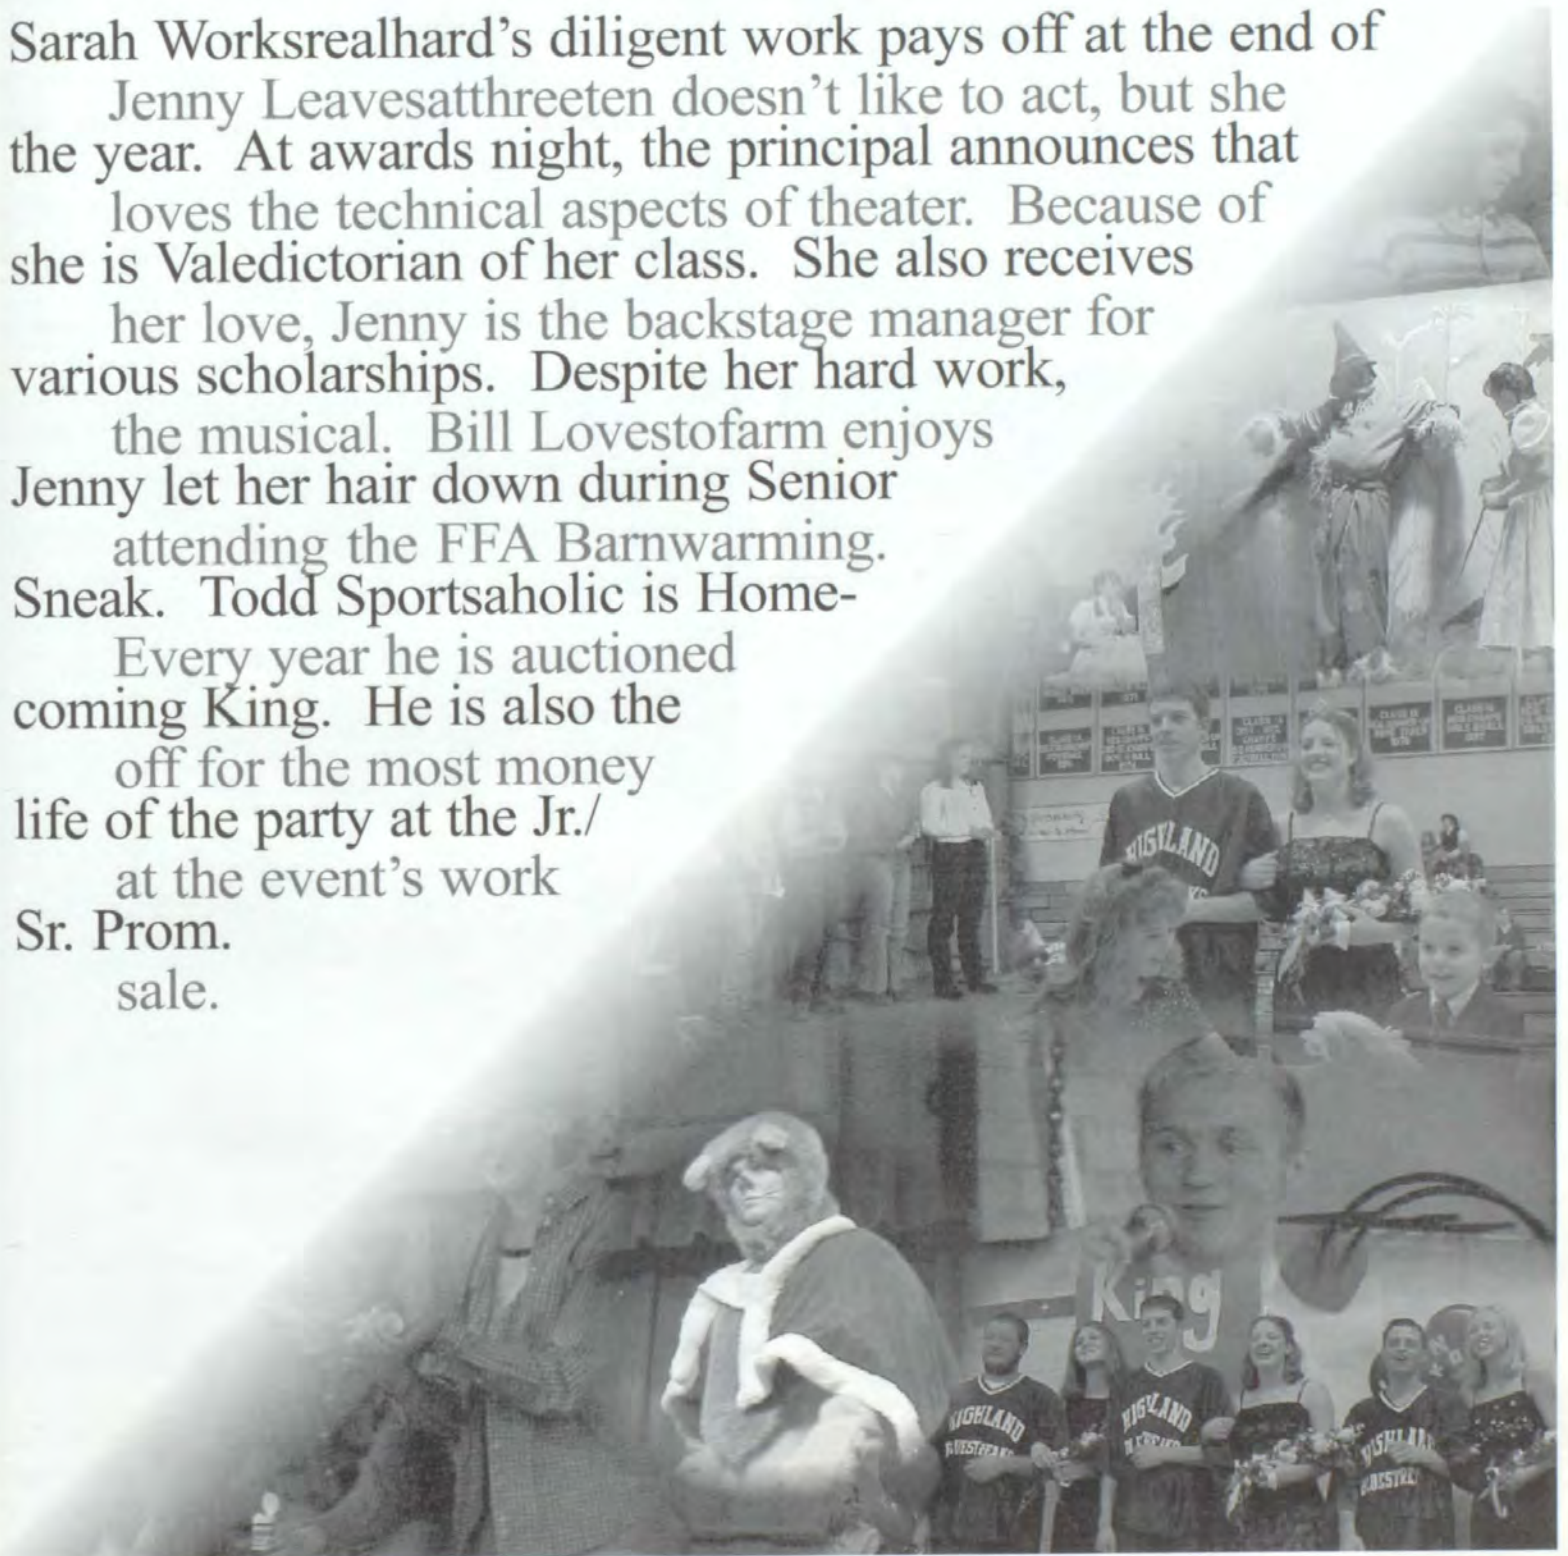 Sarah Worksrealhard's diligent work pays off at the end of
Jenny Leavesatthreeten doesn't like to act, but she
the year. At awards night, the principal announces that
loves the technical aspects of theater. Because of
she is Valedictorian of her class. She also receives
her love, Jenny is the backstage manager for
various scholarships. Despite her hard work,
the musical. Bill Lovestofarm enjoys
Jenny let her hair down during Senior
attending the FFA Barnwarming.
Sneak. Todd Sportsaholic is Home-
Every year he is auctioned
coming King. He is also the
off for the most money
life of the party at the Jr./
at the event's work
Sr. Prom.
sale.
HIGHLAND
King
HIGHLAND
HIGHLAND
HIGHLAND